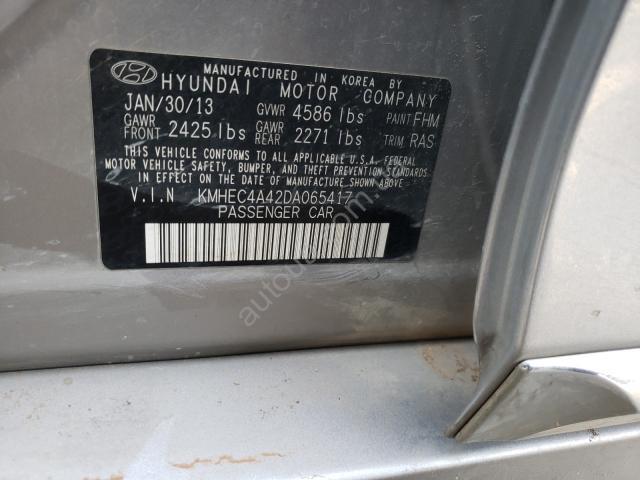 MANUFACTURED IN KOREA BY
HYUNDAI MOTOR COMPANY
JAN/30/13 GVWR 4586 lbs PAINT FHM
GAWR FRONT 2425 lbs GAWR REAR 2271 lbs TRIM RAS
THIS VEHICLE CONFORMS TO ALL APPLICABLE U.S.A. FEDERAL
MOTOR VEHICLE SAFETY, BUMPER, AND THEFT PREVENTION STANDARDS
IN EFFECT ON THE DATE OF MANUFACTURE SHOWN ABOVE.
V.I.N KMHEC4A42DA065417
PASSENGER CAR